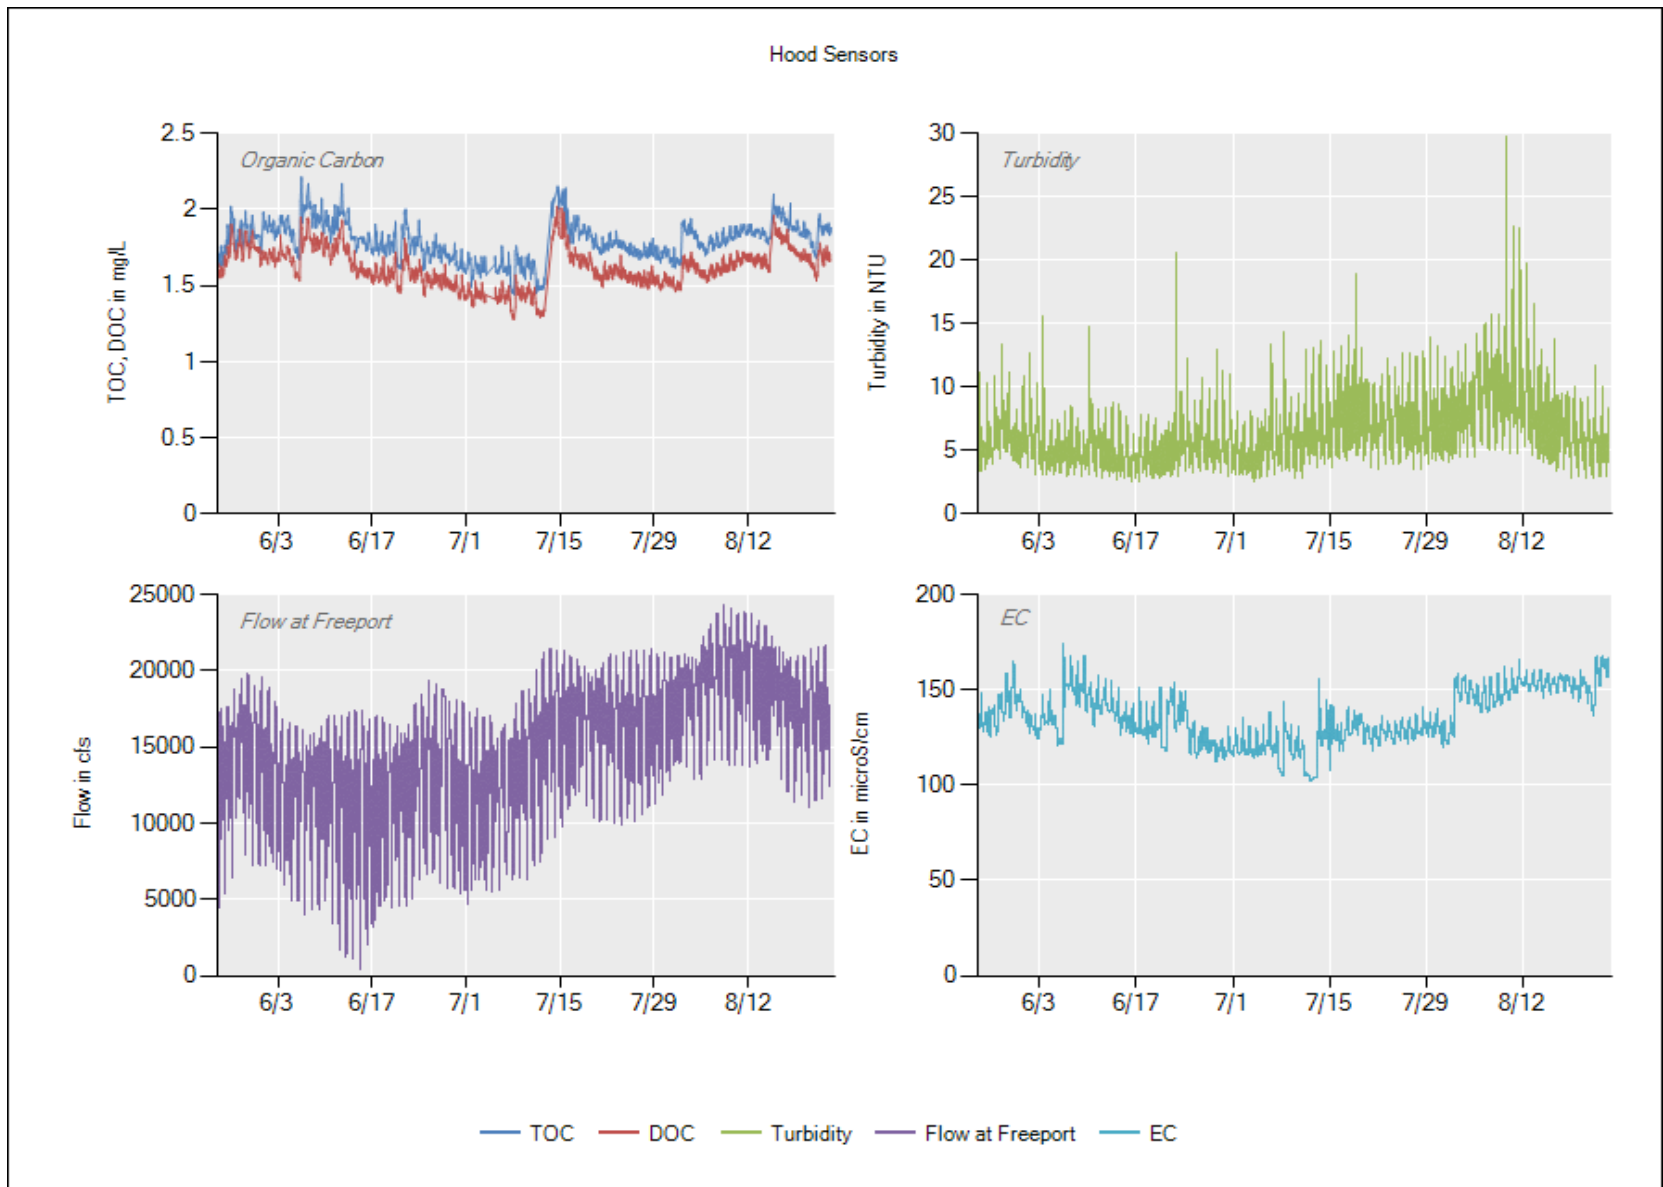 Hood Sensors
Organic Carbon
TOC, DOC in mg/L
2.5
2
1.5
1
0.5
0
6/3 6/17 7/1 7/15 7/29 8/12
Turbidity
Turbidity in NTU
30
25
20
15
10
5
0
6/3 6/17 7/1 7/15 7/29 8/12
Flow at Freeport
Flow in cfs
25000
20000
15000
10000
5000
0
6/3 6/17 7/1 7/15 7/29 8/12
EC
EC in microS/cm
200
150
100
50
0
6/3 6/17 7/1 7/15 7/29 8/12
TOC DOC Turbidity Flow at Freeport EC